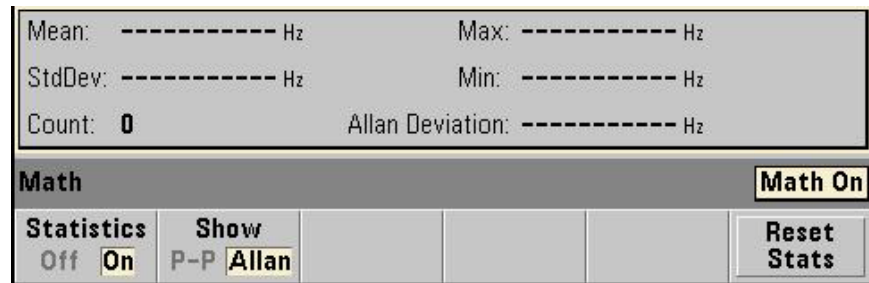 Mean: ----------- Hz Max: ----------- Hz
StdDev: ----------- Hz Min: ----------- Hz
Count: 0 Allan Deviation: ----------- Hz
Math Math On
Statistics Show Reset
Off On P-P Allan Stats